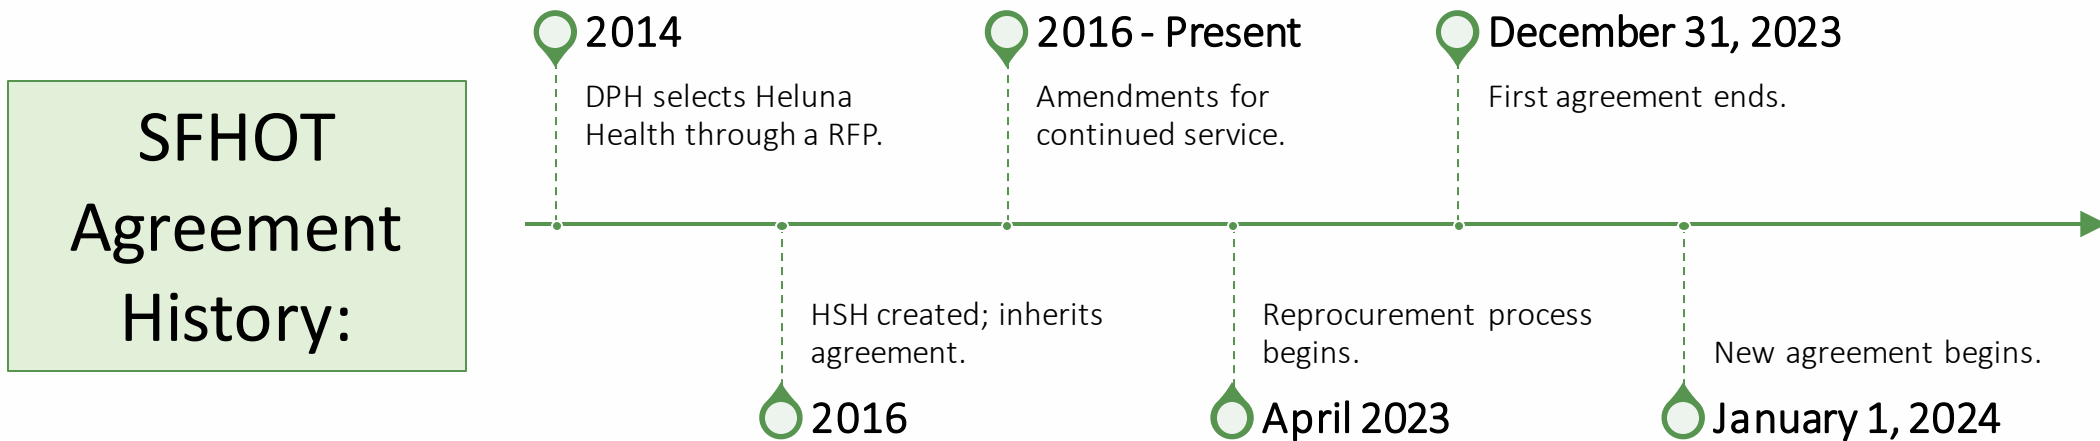 SFHOT
Agreement
History:
2014
DPH selects Heluna
Health through a RFP.
2016
HSH created; inherits
agreement.
2016 - Present
Amendments for
continued service.
April 2023
Reprocurement process
begins.
December 31, 2023
First agreement ends.
January 1, 2024
New agreement begins.